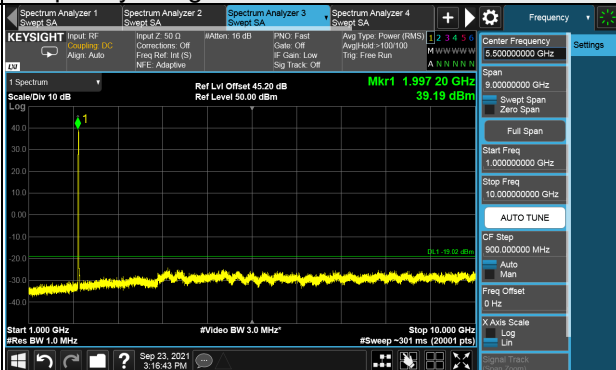 Spectrum Analyzer 1
Swept SA
Spectrum Analyzer 2
Swept SA
Spectrum Analyzer 3
Swept SA
Spectrum Analyzer 4
Swept SA
Frequency
KEYSIGHT
Input: RF
Coupling: DC
Align: Auto
Input Z: 50 Ω
Corrections: Off
Freq Ref: Int (S)
NFE: Adaptive
#Atten: 16 dB
PNO: Fast
Gate: Off
IF Gain: Low
Sig Track: Off
Avg Type: Power (RMS)
Avg|Hold:>100/100
Trig: Free Run
1 2 3 4 5 6
M W W W W W
A N N N N N
LXI
1 Spectrum
Scale/Div 10 dB
Ref Lvl Offset 45.20 dB
Ref Level 50.00 dBm
Mkr1 1.997 20 GHz
39.19 dBm
Log
1
40.0
30.0
20.0
10.0
0.00
-10.0
-20.0
-30.0
-40.0
DL1 -19.02 dBm
Start 1.000 GHz
#Res BW 1.0 MHz
#Video BW 3.0 MHz*
Stop 10.000 GHz
#Sweep ~301 ms (20001 pts)
Sep 23, 2021
3:16:43 PM
Center Frequency
5.500000000 GHz
Settings
Span
9.00000000 GHz
Swept Span
Zero Span
Full Span
Start Freq
1.000000000 GHz
Stop Freq
10.000000000 GHz
AUTO TUNE
CF Step
900.000000 MHz
Auto
Man
Freq Offset
0 Hz
X Axis Scale
Log
Lin
Signal Track
(Span Zoom)